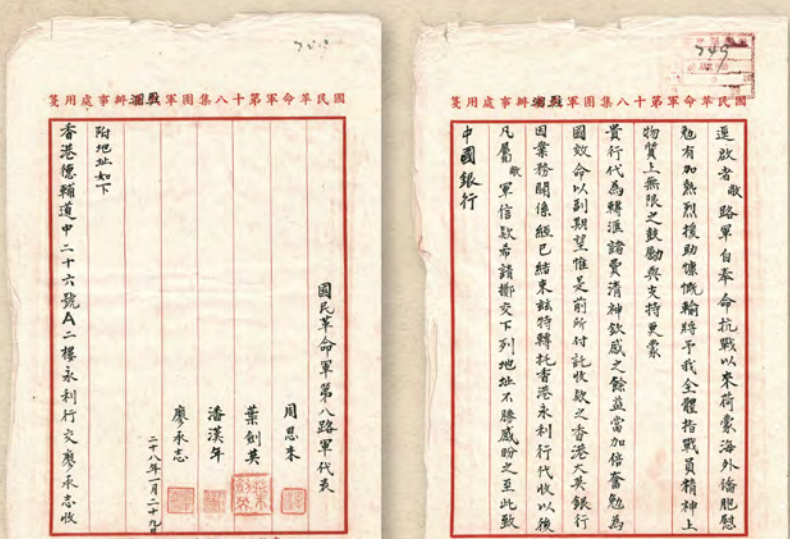 749
國民革命軍第十八集團軍駐湘辦事處用箋
逕啟者敝路軍自奉命抗戰以來荷蒙海外僑胞慰
勉有加熱烈援助慷慨輸將予我全體指戰員精神上
物質上無限之鼓勵與支持更蒙
貴行代為轉滙諸費清神欽感之餘益當加倍奮勉為
國效命以到期望惟是前所付託收款之香港大英銀行
因業務關係經已結束茲特轉托香港永利行代收以後
凡屬敝軍信款希請擲交下列地址不勝感盼之至此致
中國銀行
國民革命軍第十八集團軍駐湘辦事處用箋
國民革命軍第八路軍代表
周恩來
葉劍英
潘漢年
廖承志
二十八年一月二十九日
附地址如下
香港德輔道中二十六號A二樓永利行交廖承志收